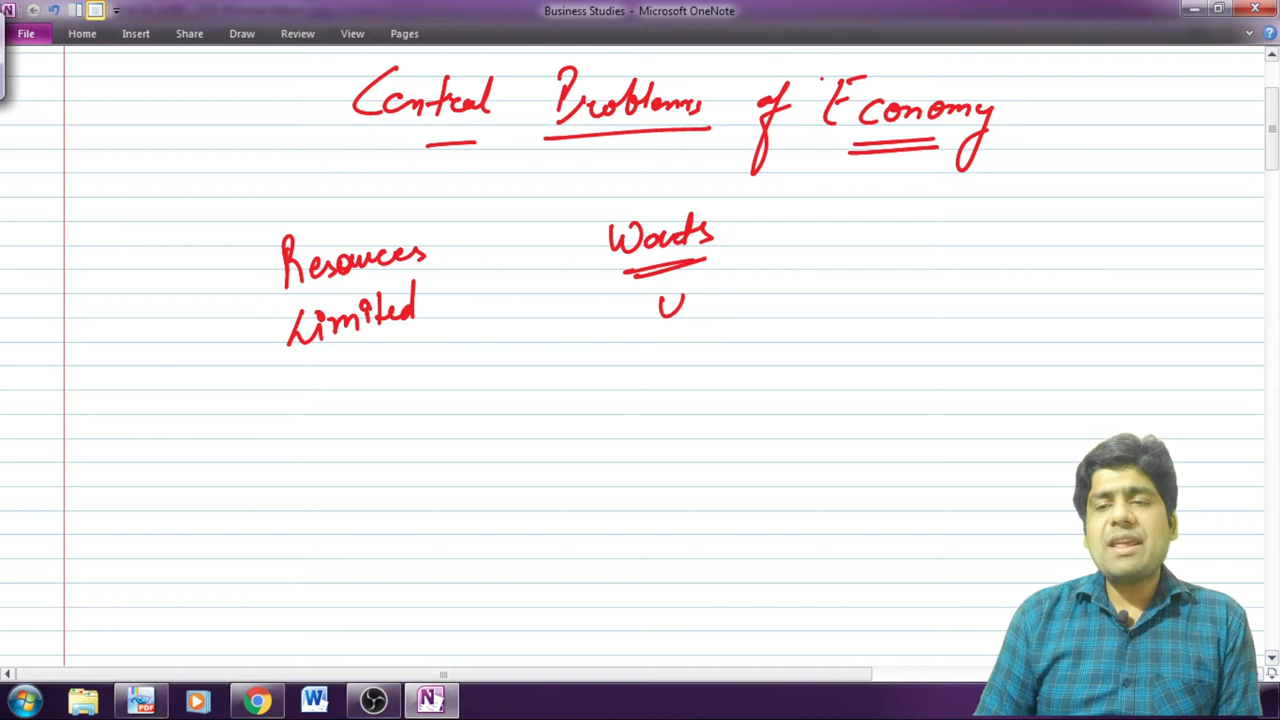 Business Studies - Microsoft OneNote
File Home Insert Share Draw Review View Pages
Central Problems of Economy
Resources Wants
Limited U